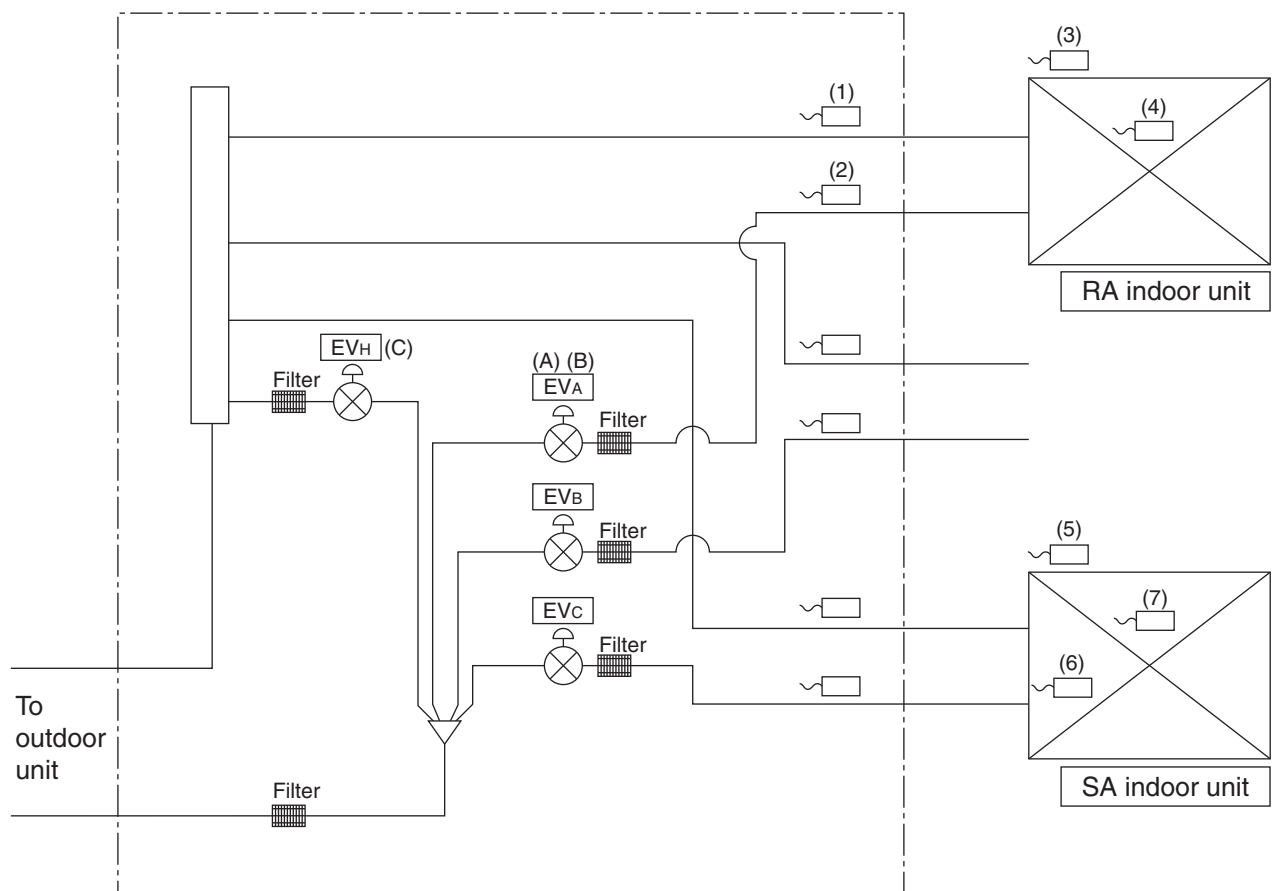 (3)
(1)
(4)
(2)
RA indoor unit
EVH (C)
(A) (B)
Filter
EVA
Filter
EVB
Filter
(5)
EVC
(7)
Filter
(6)
To
outdoor
unit
SA indoor unit
Filter